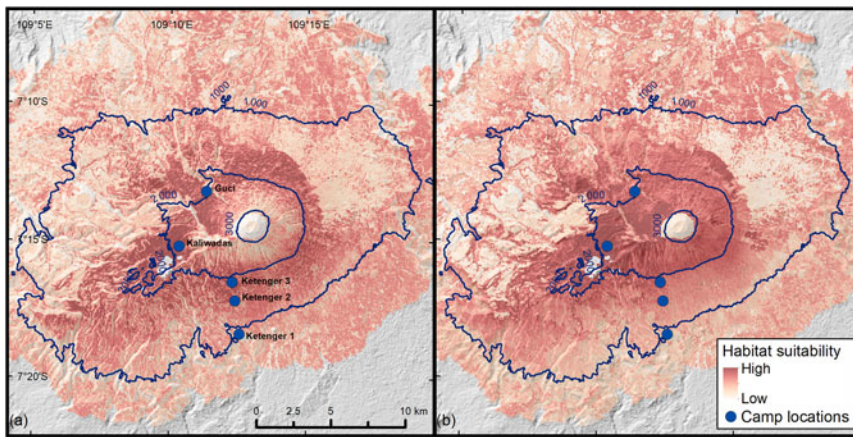 109°5'E
109°10'E
109°15'E
7°10'S
7°15'S
7°20'S
1000
1.000
2.000
3000
Guci
Kaliwadas
Ketenger 3
Ketenger 2
Ketenger 1
(a)
0 2.5 5 10 km
1000
1.000
2.000
3000
(b)
Habitat suitability
High
Low
Camp locations